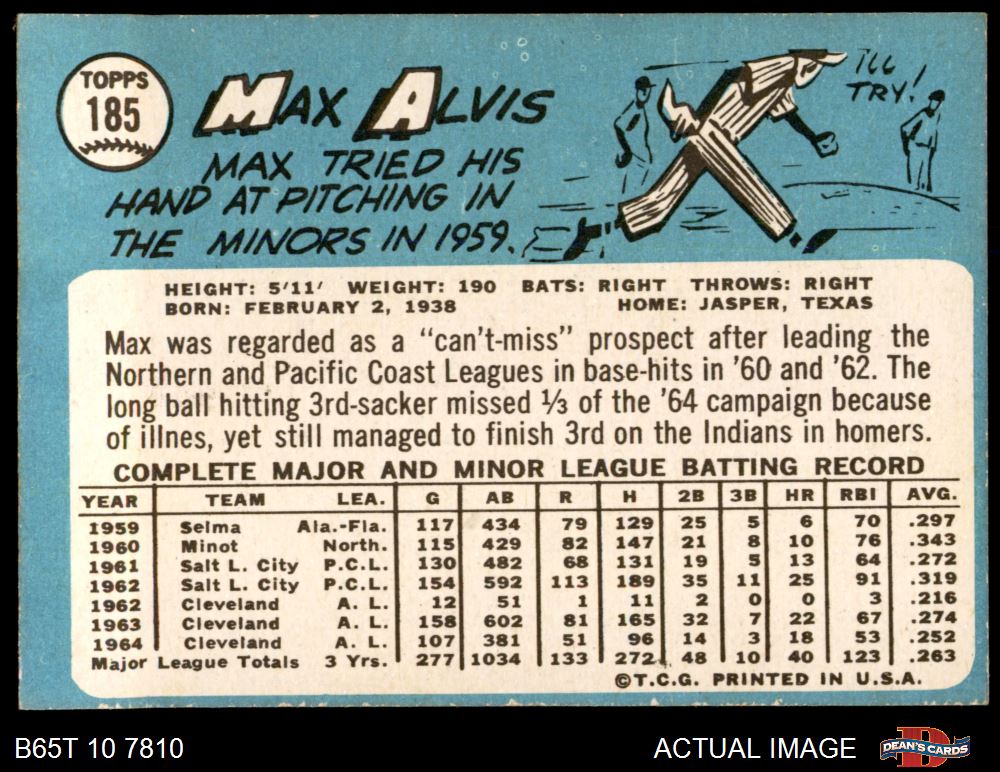 TOPPS
185
MAX ALVIS
MAX TRIED HIS
HAND AT PITCHING IN
THE MINORS IN 1959.
I'LL
TRY!
HEIGHT: 5'11' WEIGHT: 190 BATS: RIGHT THROWS: RIGHT
BORN: FEBRUARY 2, 1938 HOME: JASPER, TEXAS
Max was regarded as a "can't-miss" prospect after leading the
Northern and Pacific Coast Leagues in base-hits in '60 and '62. The
long ball hitting 3rd-sacker missed ⅓ of the '64 campaign because
of illnes, yet still managed to finish 3rd on the Indians in homers.
COMPLETE MAJOR AND MINOR LEAGUE BATTING RECORD
YEAR TEAM LEA. G AB R H 2B 3B HR RBI AVG.
1959 Selma Ala.-Fla. 117 434 79 129 25 5 6 70 .297
1960 Minot North. 115 429 82 147 21 8 10 76 .343
1961 Salt L. City P.C.L. 130 482 68 131 19 5 13 64 .272
1962 Salt L. City P.C.L. 154 592 113 189 35 11 25 91 .319
1962 Cleveland A. L. 12 51 1 11 2 0 0 3 .216
1963 Cleveland A. L. 158 602 81 165 32 7 22 67 .274
1964 Cleveland A. L. 107 381 51 96 14 3 18 53 .252
Major League Totals 3 Yrs. 277 1034 133 272 48 10 40 123 .263
©T.C.G. PRINTED IN U.S.A.
B65T 10 7810 ACTUAL IMAGE DEAN'S CARDS